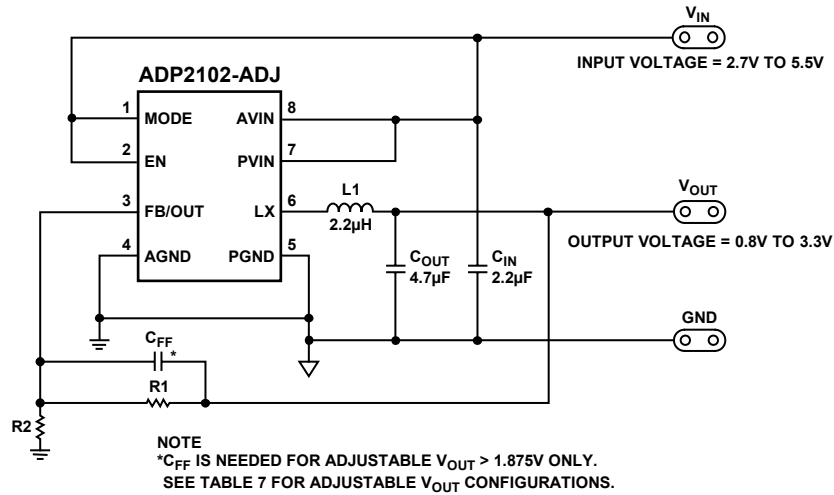 V_IN
INPUT VOLTAGE = 2.7V TO 5.5V
ADP2102-ADJ
1 MODE AVIN 8
2 EN PVIN 7
3 FB/OUT LX 6
4 AGND PGND 5
L1
2.2µH
V_OUT
OUTPUT VOLTAGE = 0.8V TO 3.3V
C_OUT
4.7µF
C_IN
2.2µF
GND
C_FF
*
R1
R2
NOTE
*C_FF IS NEEDED FOR ADJUSTABLE V_OUT > 1.875V ONLY.
SEE TABLE 7 FOR ADJUSTABLE V_OUT CONFIGURATIONS.